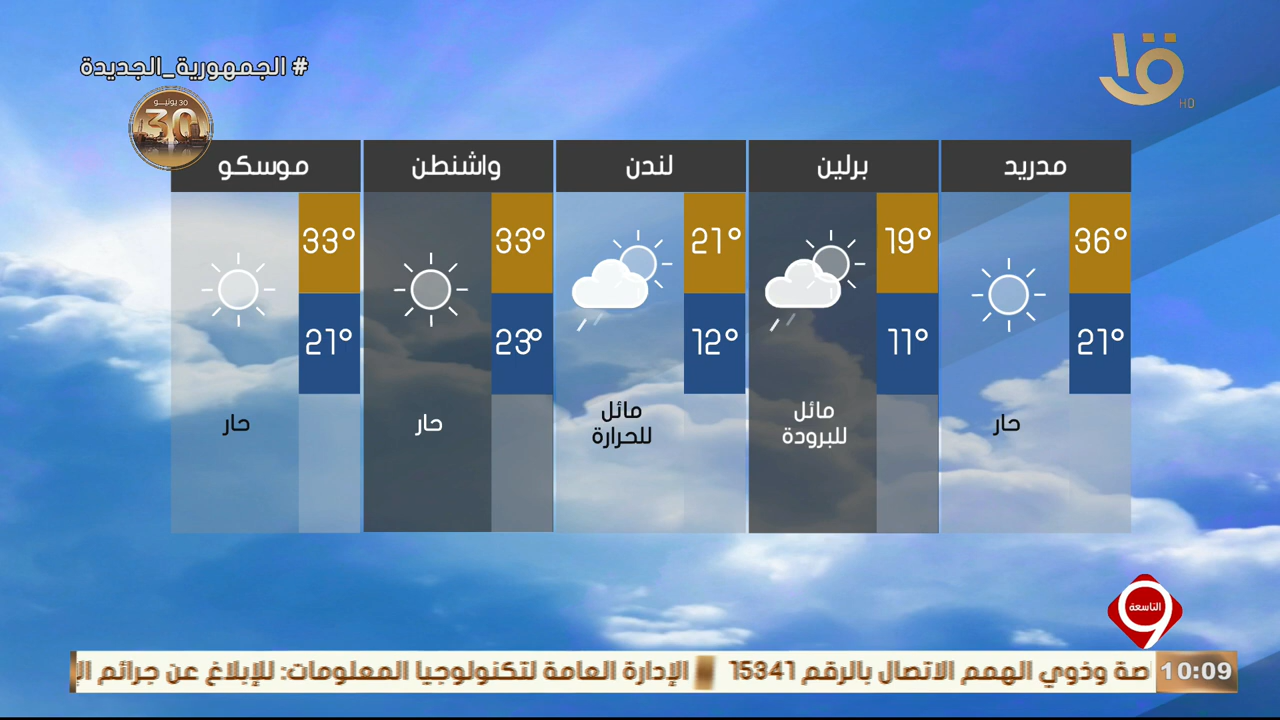 # الجمهورية_الجديدة
30 يونيو
30
HD
مدريد
برلين
لندن
واشنطن
موسكو
36° 19° 21° 33° 33°
21° 11° 12° 23° 21°
حار
مائل
للبرودة
مائل
للحرارة
حار
حار
التاسعة
9
10:09
صة وذوي الهمم الاتصال بالرقم 15341 الإدارة العامة لتكنولوجيا المعلومات: للإبلاغ عن جرائم